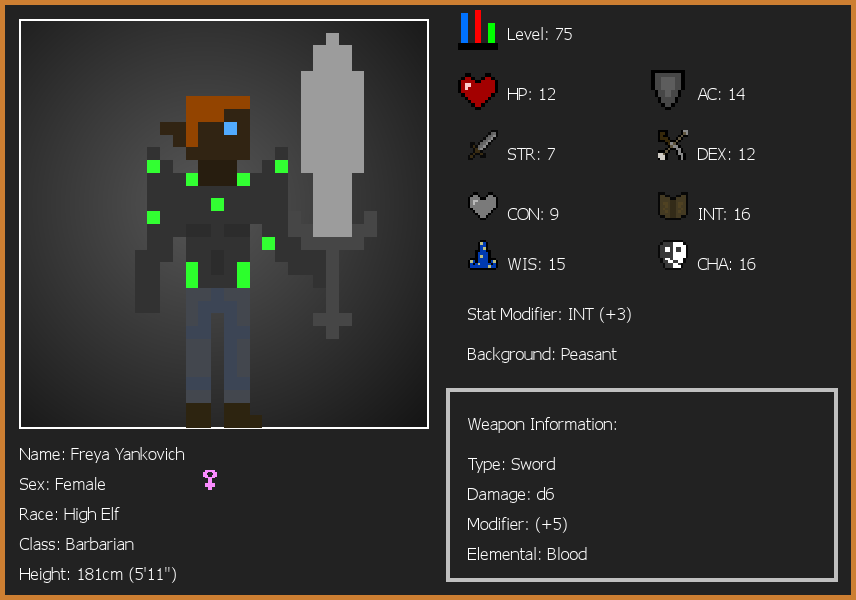 Level: 75
HP: 12
AC: 14
STR: 7
DEX: 12
CON: 9
INT: 16
WIS: 15
CHA: 16
Stat Modifier: INT (+3)
Background: Peasant
Weapon Information:
Type: Sword
Damage: d6
Modifier: (+5)
Elemental: Blood
Name: Freya Yankovich
Sex: Female
Race: High Elf
Class: Barbarian
Height: 181cm (5'11")